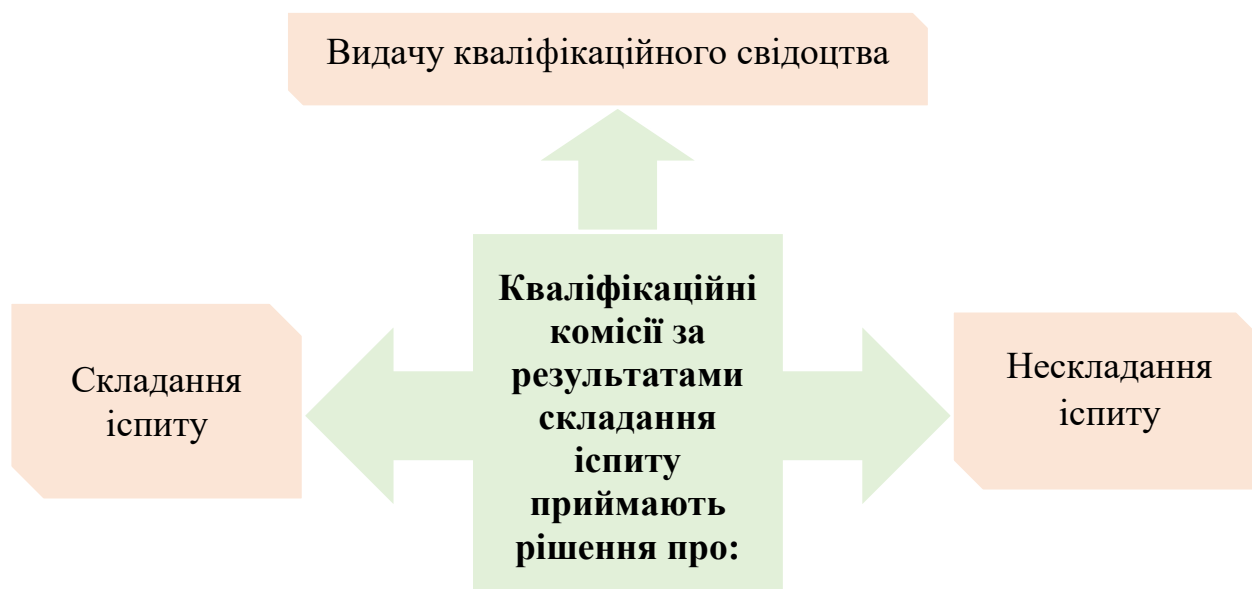 Видачу кваліфікаційного свідоцтва
Складання
іспиту
Кваліфікаційні
комісії за
результатами
складання
іспиту
приймають
рішення про:
Нескладання
іспиту